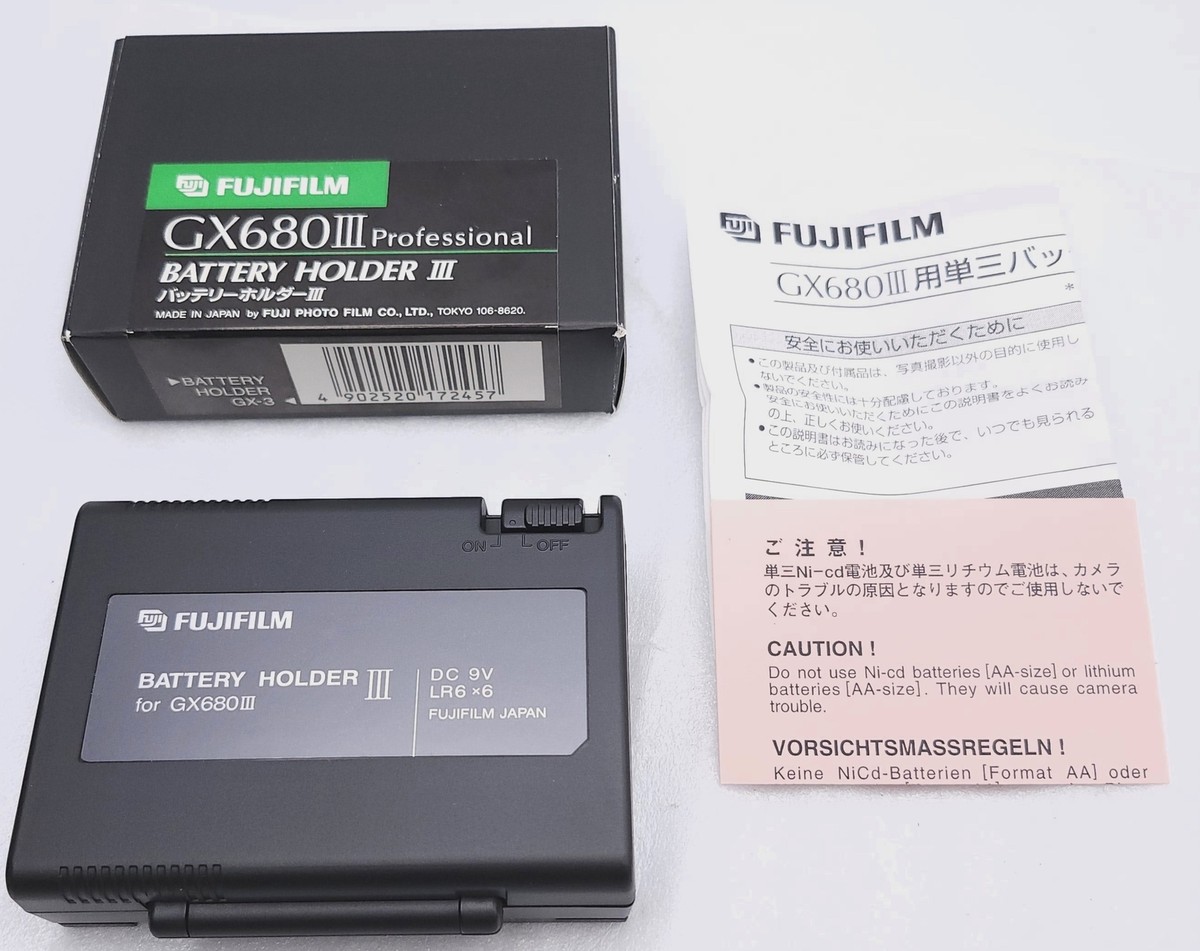 FUJI FUJIFILM
GX680Ⅲ Professional
BATTERY HOLDER Ⅲ
バッテリーホルダーⅢ
MADE IN JAPAN by FUJI PHOTO FILM CO., LTD., TOKYO 106-8620.
▶BATTERY
HOLDER
GX-3 ◀
4 902520 172457
ON OFF
FUJI FUJIFILM
BATTERY HOLDER Ⅲ
for GX680Ⅲ
DC 9V
LR6×6
FUJIFILM JAPAN
FUJI FUJIFILM
GX680Ⅲ用単三バッ
*
安全にお使いいただくために
●この製品及び付属品は、写真撮影以外の目的に使用し
ないでください。
●製品の安全性には十分配慮しております。
安全にお使いいただくためにこの説明書をよくお読み
の上、正しくお使いください。
●この説明書はお読みになった後で、いつでも見られる
ところに必ず保管してください。
ご注意！
単三Ni-cd電池及び単三リチウム電池は、カメラ
のトラブルの原因となりますのでご使用しないで
ください。
CAUTION !
Do not use Ni-cd batteries [AA-size] or lithium
batteries [AA-size]. They will cause camera
trouble.
VORSICHTSMASSREGELN !
Keine NiCd-Batterien [Format AA] oder